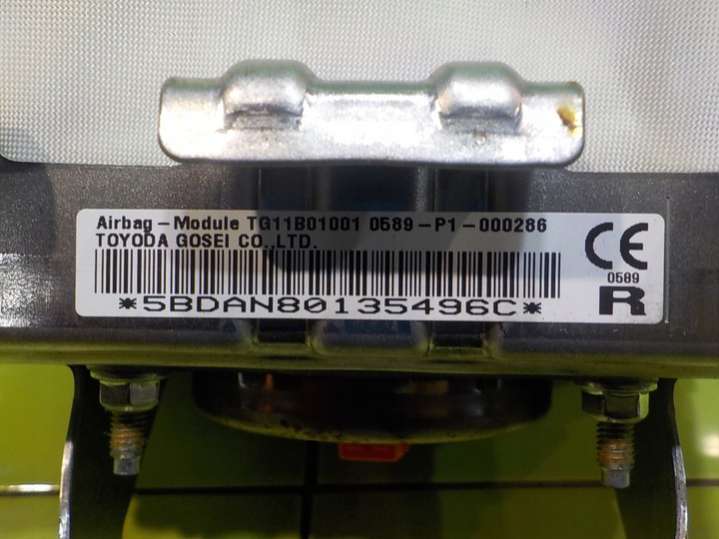 Airbag-Module TG11B01001 0589-P1-000286
TOYODA GOSEI CO.,LTD.
*5BDAN80135496C*
CE
0589
R